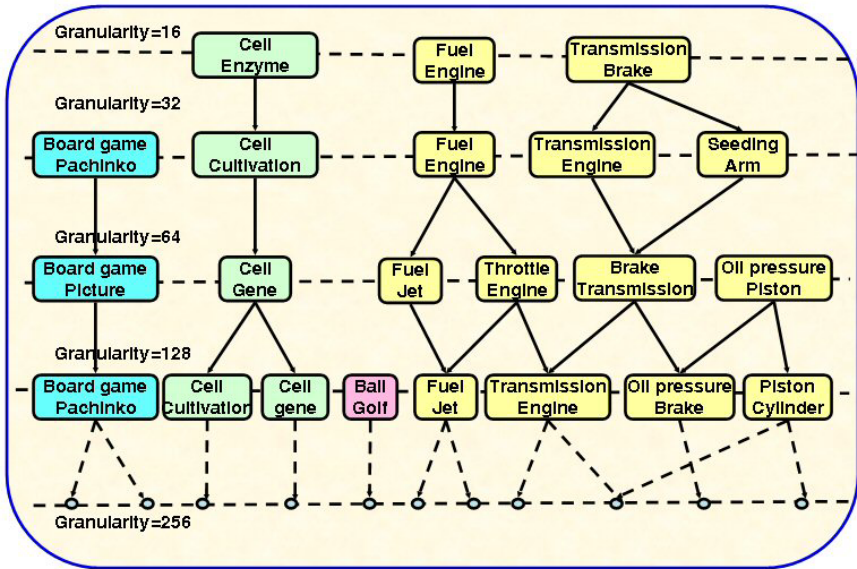 Granularity=16
Cell
Enzyme
Fuel
Engine
Transmission
Brake
Granularity=32
Board game
Pachinko
Cell
Cultivation
Fuel
Engine
Transmission
Engine
Seeding
Arm
Granularity=64
Board game
Picture
Cell
Gene
Fuel
Jet
Throttle
Engine
Brake
Transmission
Oil pressure
Piston
Granularity=128
Board game
Pachinko
Cell
Cultivation
Cell
gene
Ball
Golf
Fuel
Jet
Transmission
Engine
Oil pressure
Brake
Piston
Cylinder
Granularity=256